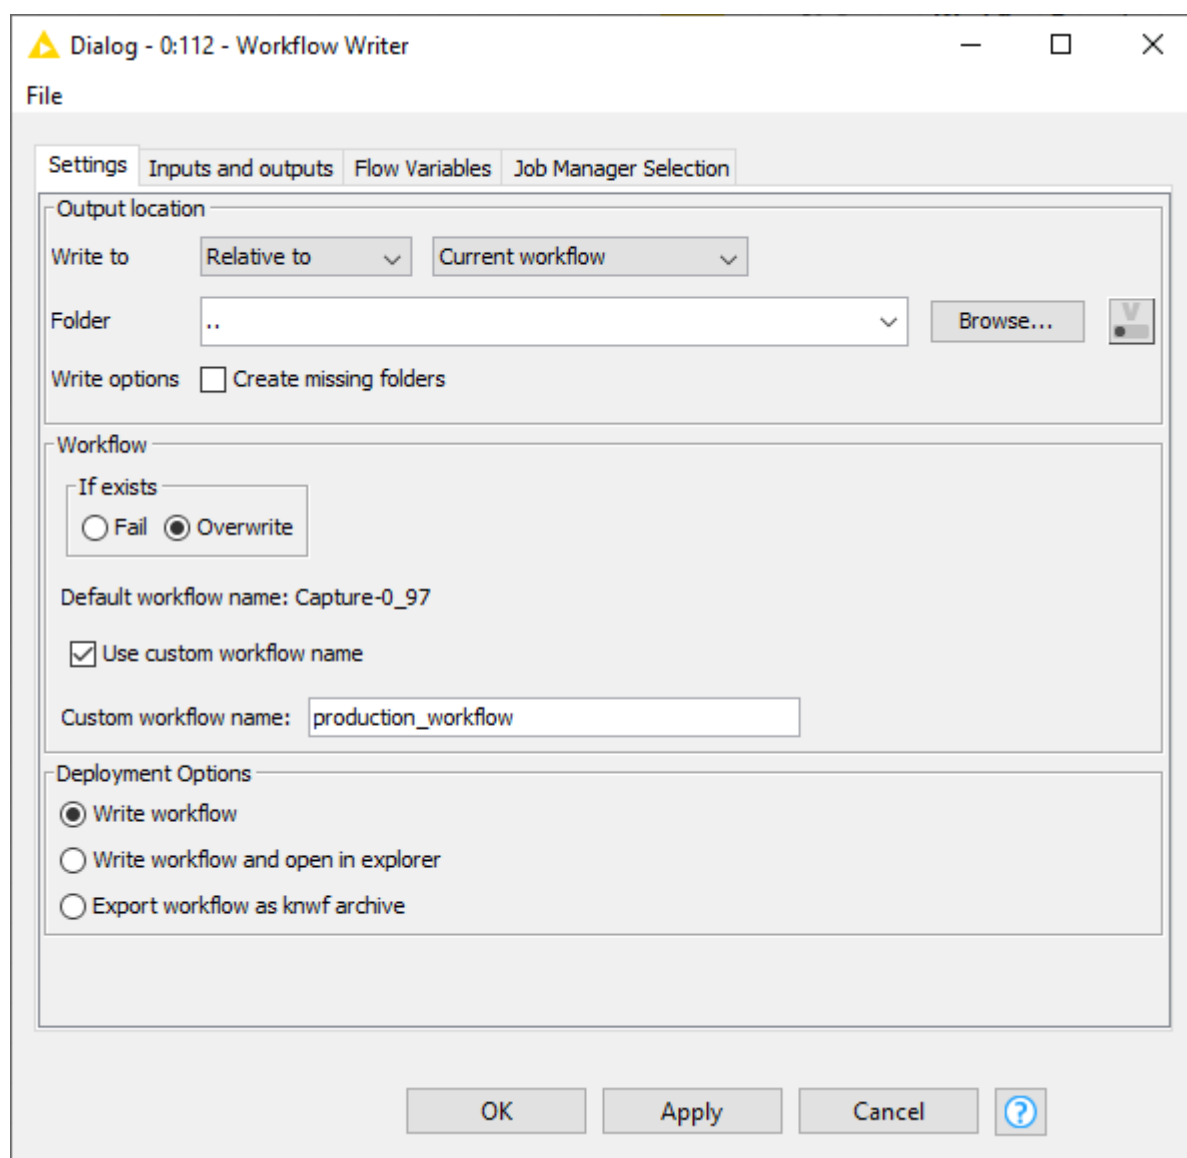 Dialog - 0:112 - Workflow Writer
File
Settings Inputs and outputs Flow Variables Job Manager Selection
Output location
Write to Relative to Current workflow
Folder .. Browse... V
Write options Create missing folders
Workflow
If exists
Fail Overwrite
Default workflow name: Capture-0_97
Use custom workflow name
Custom workflow name: production_workflow
Deployment Options
Write workflow
Write workflow and open in explorer
Export workflow as knwf archive
OK Apply Cancel ?